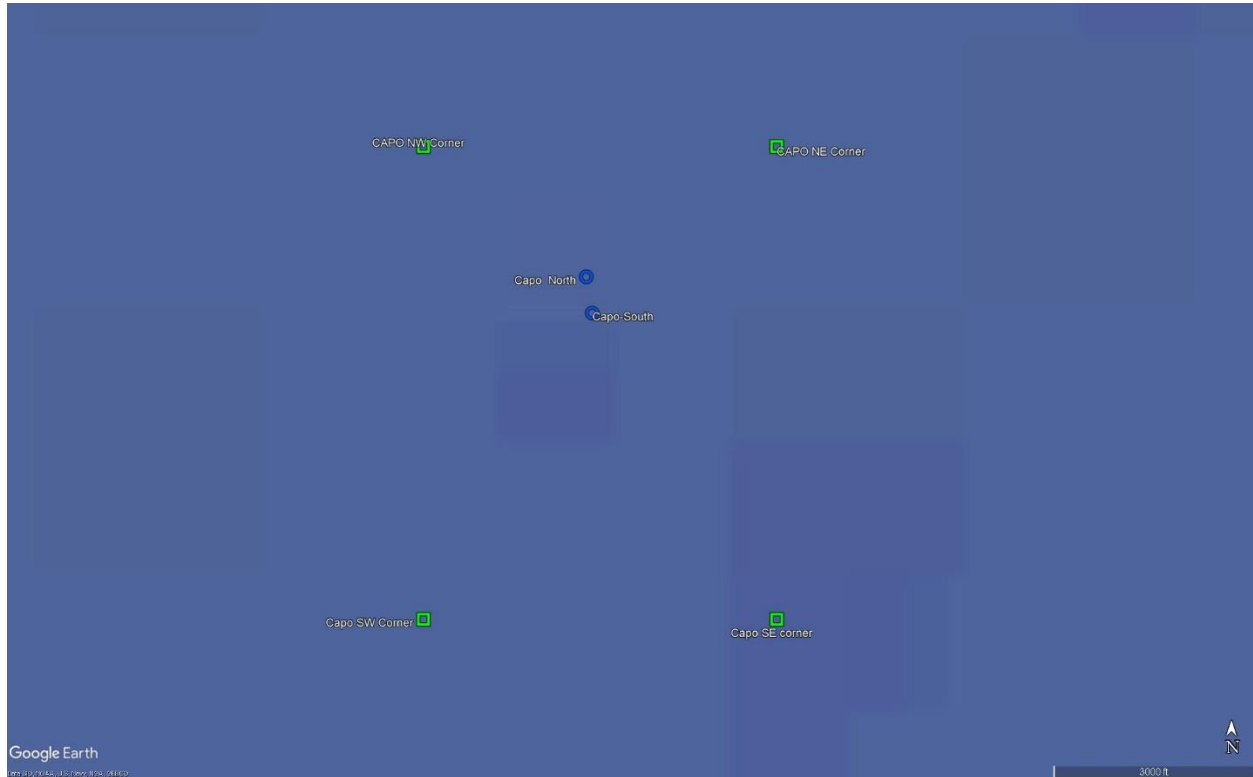 CAPO NW Corner
CAPO NE Corner
Capo North
Capo-South
Capo SW Corner
Capo SE corner
N
Google Earth
3000 ft